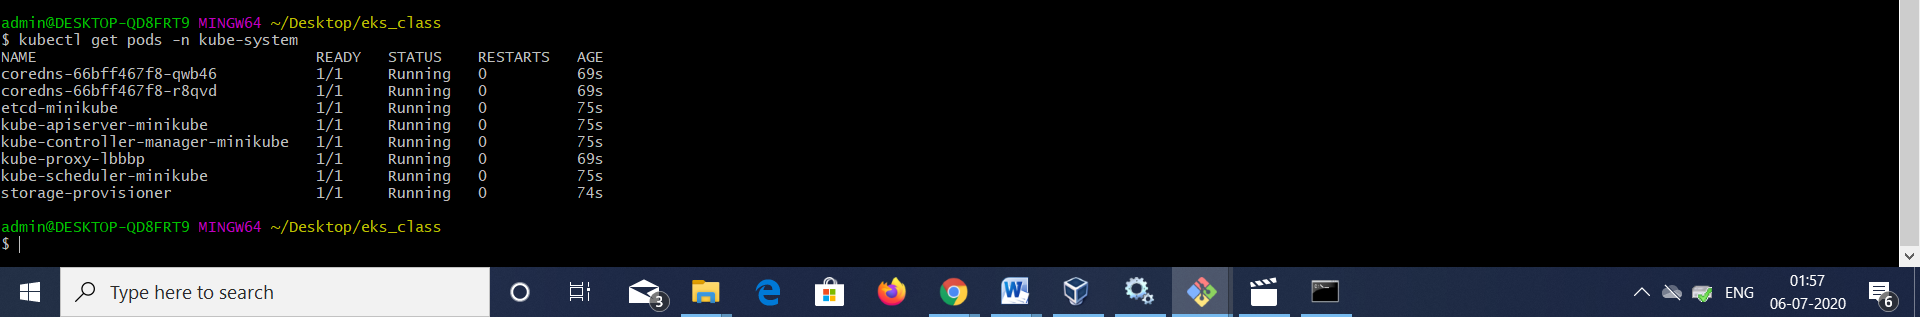 admin@DESKTOP-QD8FRT9 MINGW64 ~/Desktop/eks_class
$ kubectl get pods -n kube-system
NAME READY STATUS RESTARTS AGE
coredns-66bff467f8-qwb46 1/1 Running 0 69s
coredns-66bff467f8-r8qvd 1/1 Running 0 69s
etcd-minikube 1/1 Running 0 75s
kube-apiserver-minikube 1/1 Running 0 75s
kube-controller-manager-minikube 1/1 Running 0 75s
kube-proxy-lbbbp 1/1 Running 0 69s
kube-scheduler-minikube 1/1 Running 0 75s
storage-provisioner 1/1 Running 0 74s
admin@DESKTOP-QD8FRT9 MINGW64 ~/Desktop/eks_class
$
Type here to search 3 W ENG 01:57
06-07-2020 6